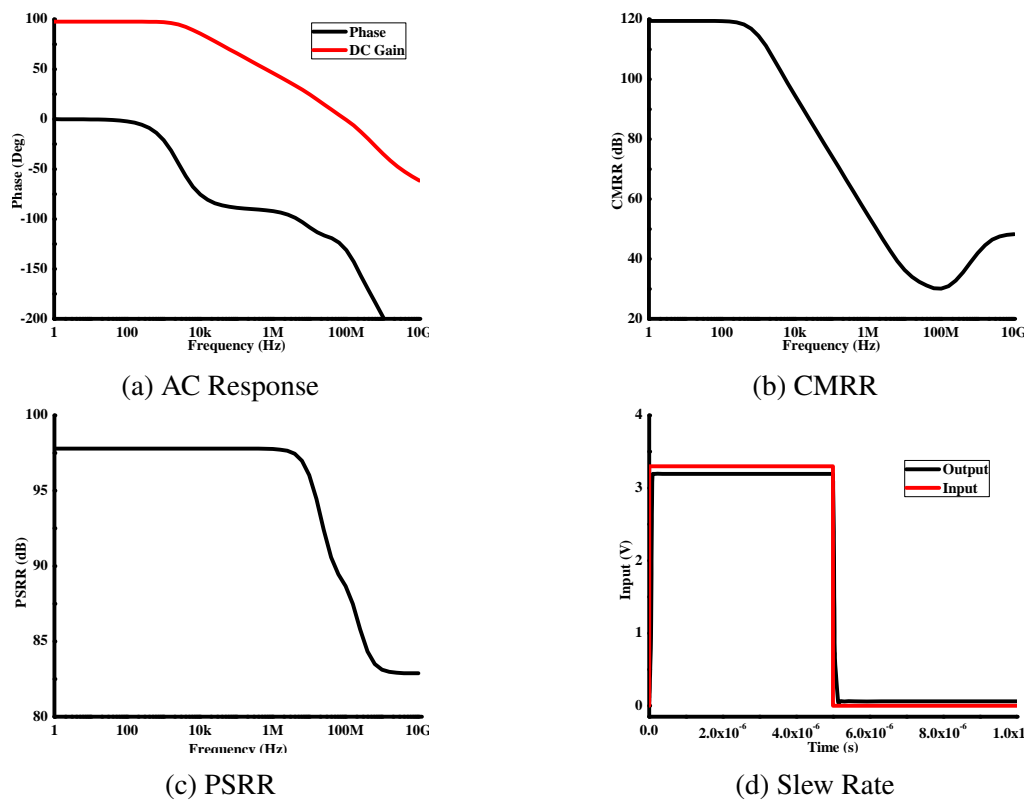 100
50
0
-50
-100
-150
-200
Phase (Deg)
Phase
DC Gain
1 100 10k 1M 100M 10G
Frequency (Hz)
(a) AC Response
120
100
80
60
40
20
CMRR (dB)
1 100 10k 1M 100M 10G
Frequency (Hz)
(b) CMRR
100
95
90
85
80
PSRR (dB)
1 100 10k 1M 100M 10G
Frequency (Hz)
(c) PSRR
4
3
2
1
0
Input (V)
Output
Input
0.0 2.0x10⁻⁶ 4.0x10⁻⁶ 6.0x10⁻⁶ 8.0x10⁻⁶
Time (s)
(d) Slew Rate